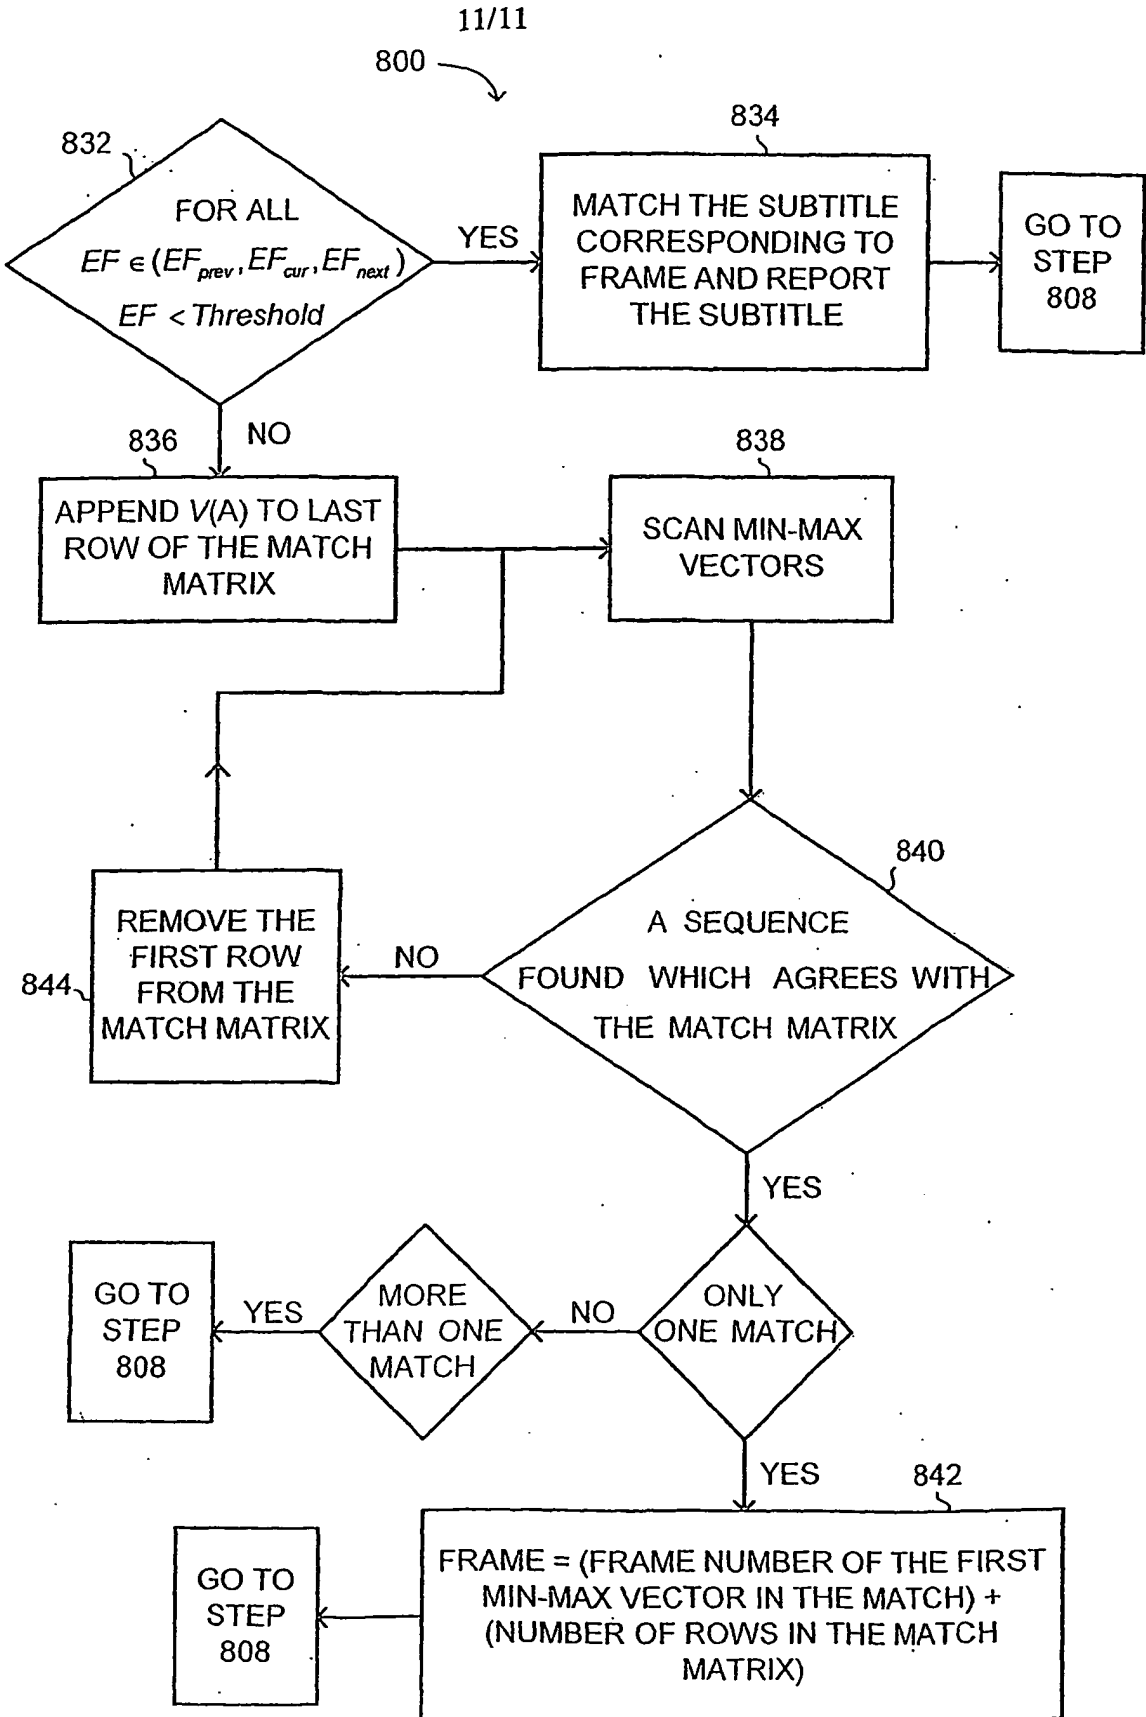 11/11
800
832
FOR ALL
EF ∈ (EFprev, EFcur, EFnext)
EF < Threshold
YES
834
MATCH THE SUBTITLE
CORRESPONDING TO
FRAME AND REPORT
THE SUBTITLE
GO TO
STEP
808
NO
836
APPEND V(A) TO LAST
ROW OF THE MATCH
MATRIX
838
SCAN MIN-MAX
VECTORS
840
A SEQUENCE
FOUND WHICH AGREES WITH
THE MATCH MATRIX
NO
844
REMOVE THE
FIRST ROW
FROM THE
MATCH MATRIX
YES
ONLY
ONE MATCH
NO
MORE
THAN ONE
MATCH
YES
GO TO
STEP
808
YES
842
FRAME = (FRAME NUMBER OF THE FIRST
MIN-MAX VECTOR IN THE MATCH) +
(NUMBER OF ROWS IN THE MATCH
MATRIX)
GO TO
STEP
808